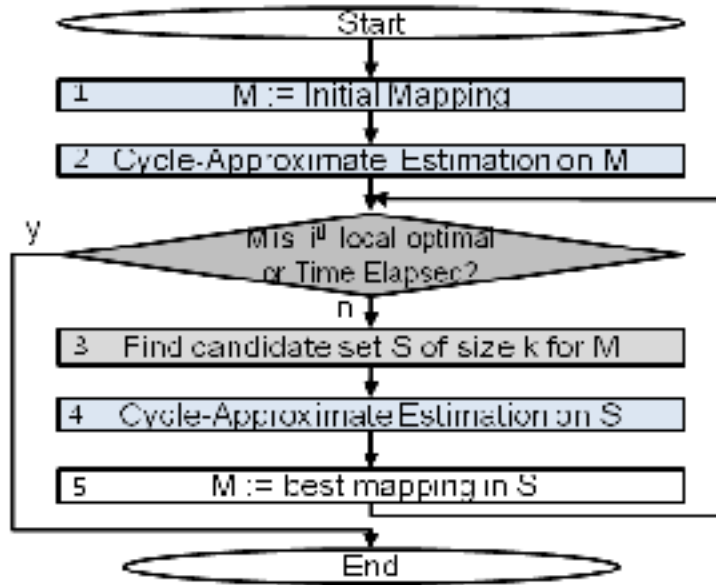 Start
1 M := Initial Mapping
2 Cycle-Approximate Estimation on M
y
M is local optimal
or Time Elapsed?
n
3 Find candidate set S of size k for M
4 Cycle-Approximate Estimation on S
5 M := best mapping in S
End